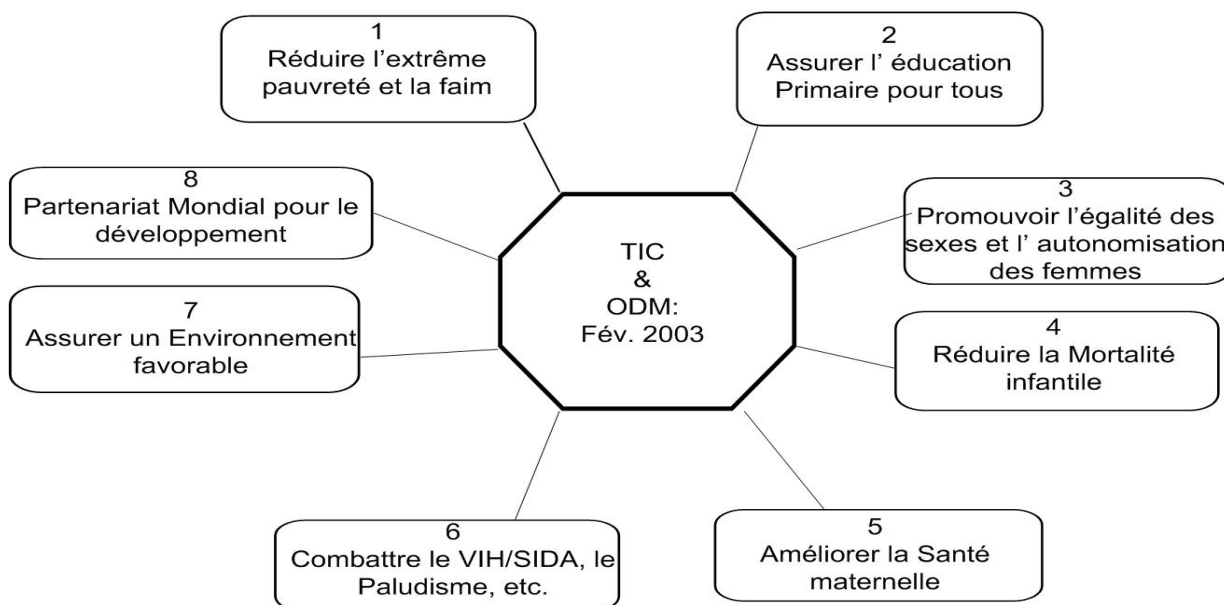 1
Réduire l'extrême
pauvreté et la faim
2
Assurer l' éducation
Primaire pour tous
8
Partenariat Mondial pour le
développement
3
Promouvoir l'égalité des
sexes et l' autonomisation
des femmes
TIC
&
ODM:
Fév. 2003
7
Assurer un Environnement
favorable
4
Réduire la Mortalité
infantile
6
Combattre le VIH/SIDA, le
Paludisme, etc.
5
Améliorer la Santé
maternelle